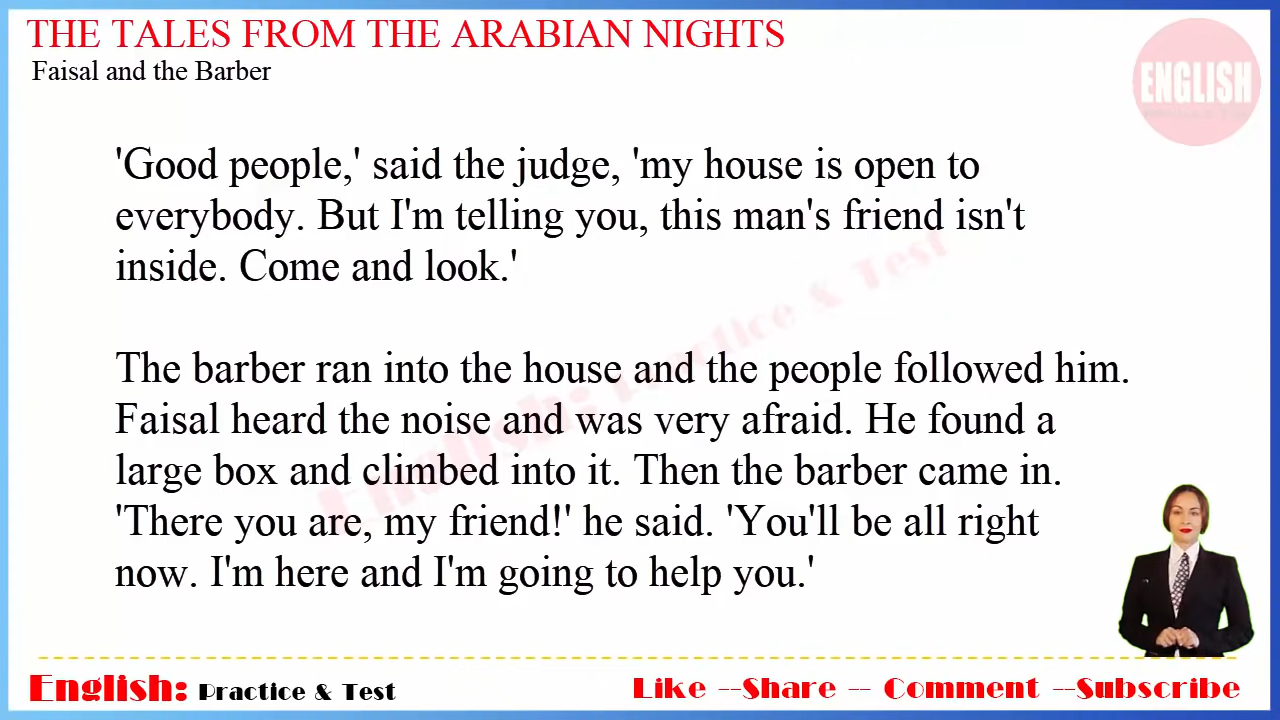 THE TALES FROM THE ARABIAN NIGHTS
Faisal and the Barber
ENGLISH
'Good people,' said the judge, 'my house is open to
everybody. But I'm telling you, this man's friend isn't
inside. Come and look.'
The barber ran into the house and the people followed him.
Faisal heard the noise and was very afraid. He found a
large box and climbed into it. Then the barber came in.
'There you are, my friend!' he said. 'You'll be all right
now. I'm here and I'm going to help you.'
English: Practice & Test
English: Practice & Test
Like --Share -- Comment --Subscribe